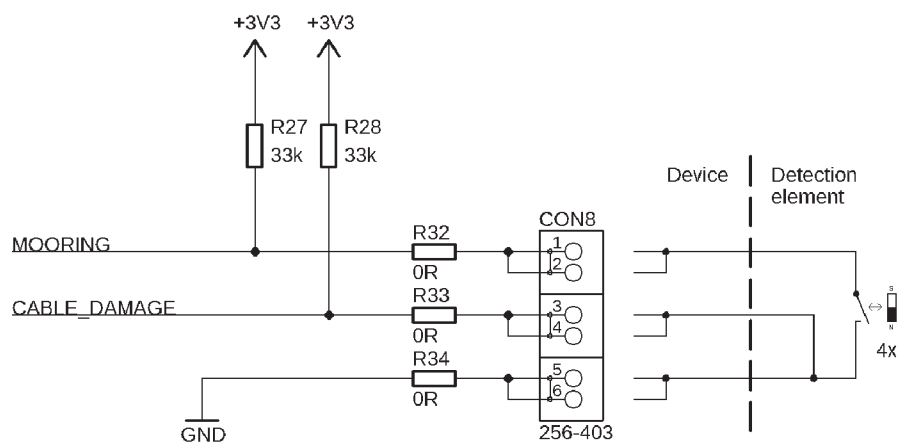 +3V3 +3V3
R27 R28
33k 33k
Device Detection
element
CON8
MOORING R32 1
0R 2
CABLE_DAMAGE R33 3
0R 4
R34 5
0R 6
S
N
4x
GND 256-403